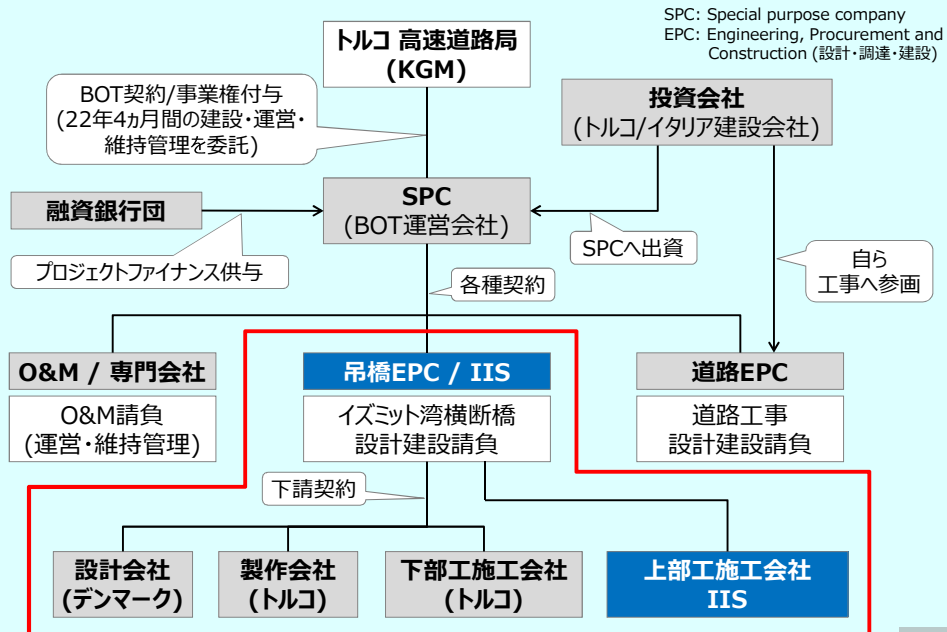 SPC: Special purpose company
EPC: Engineering, Procurement and
Construction (設計・調達・建設)
トルコ 高速道路局
(KGM)
BOT契約/事業権付与
(22年4ヵ月間の建設・運営・
維持管理を委託)
投資会社
(トルコ/イタリア建設会社)
融資銀行団
SPC
(BOT運営会社)
プロジェクトファイナンス供与
SPCへ出資
自ら
工事へ参画
各種契約
O&M / 専門会社
O&M請負
(運営・維持管理)
吊橋EPC / IIS
イズミット湾横断橋
設計建設請負
道路EPC
道路工事
設計建設請負
下請契約
設計会社
(デンマーク)
製作会社
(トルコ)
下部工施工会社
(トルコ)
上部工施工会社
IIS